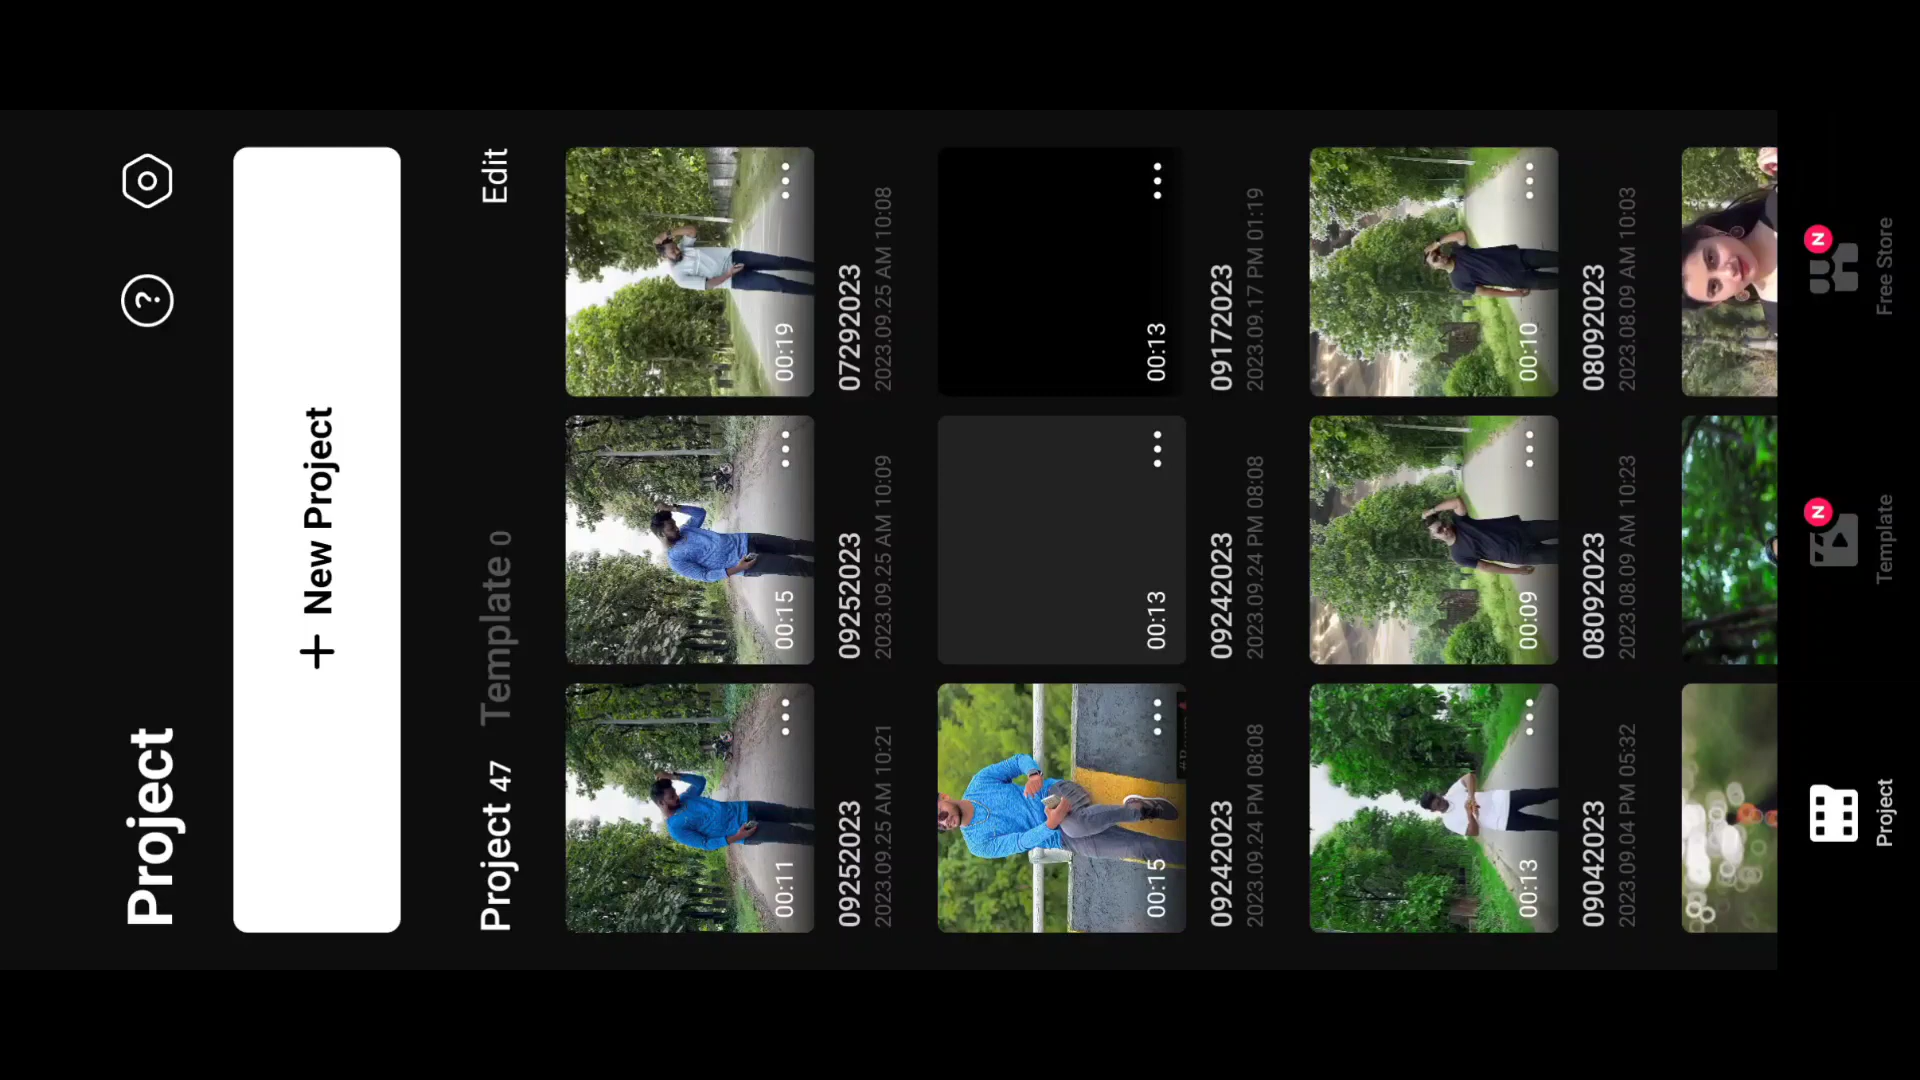 Project
?
+ New Project
Project 47 Template 0 Edit
00:11
09252023
2023.09.25 AM 10:21
00:15
09252023
2023.09.25 AM 10:09
00:19
07292023
2023.09.25 AM 10:08
00:15
09242023
2023.09.24 PM 08:08
00:13
09242023
2023.09.24 PM 08:08
00:13
09172023
2023.09.17 PM 01:19
00:13
09042023
2023.09.04 PM 05:32
00:09
08092023
2023.08.09 AM 10:23
00:10
08092023
2023.08.09 AM 10:03
Project
N
Template
N
Free Store